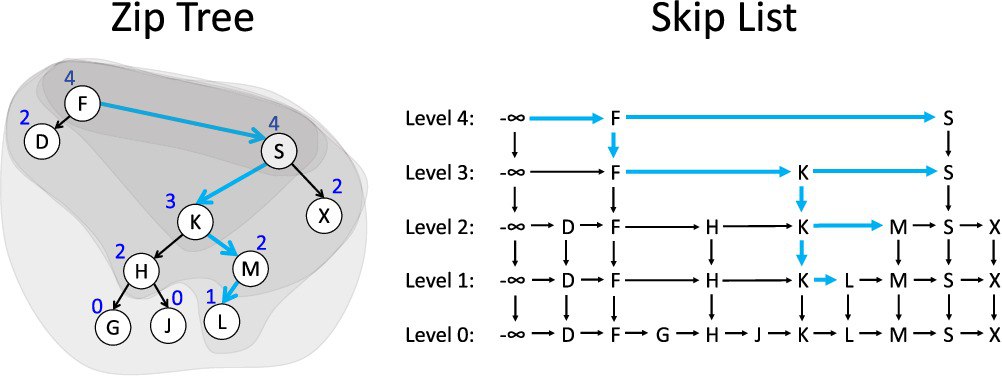 Zip Tree
4
F
2
D
4
S
2
X
3
K
2
H
2
M
0
G
0
J
1
L
Skip List
Level 4: -∞ F S
Level 3: -∞ F K S
Level 2: -∞ D F H K M S X
Level 1: -∞ D F H K L M S X
Level 0: -∞ D F G H J K L M S X